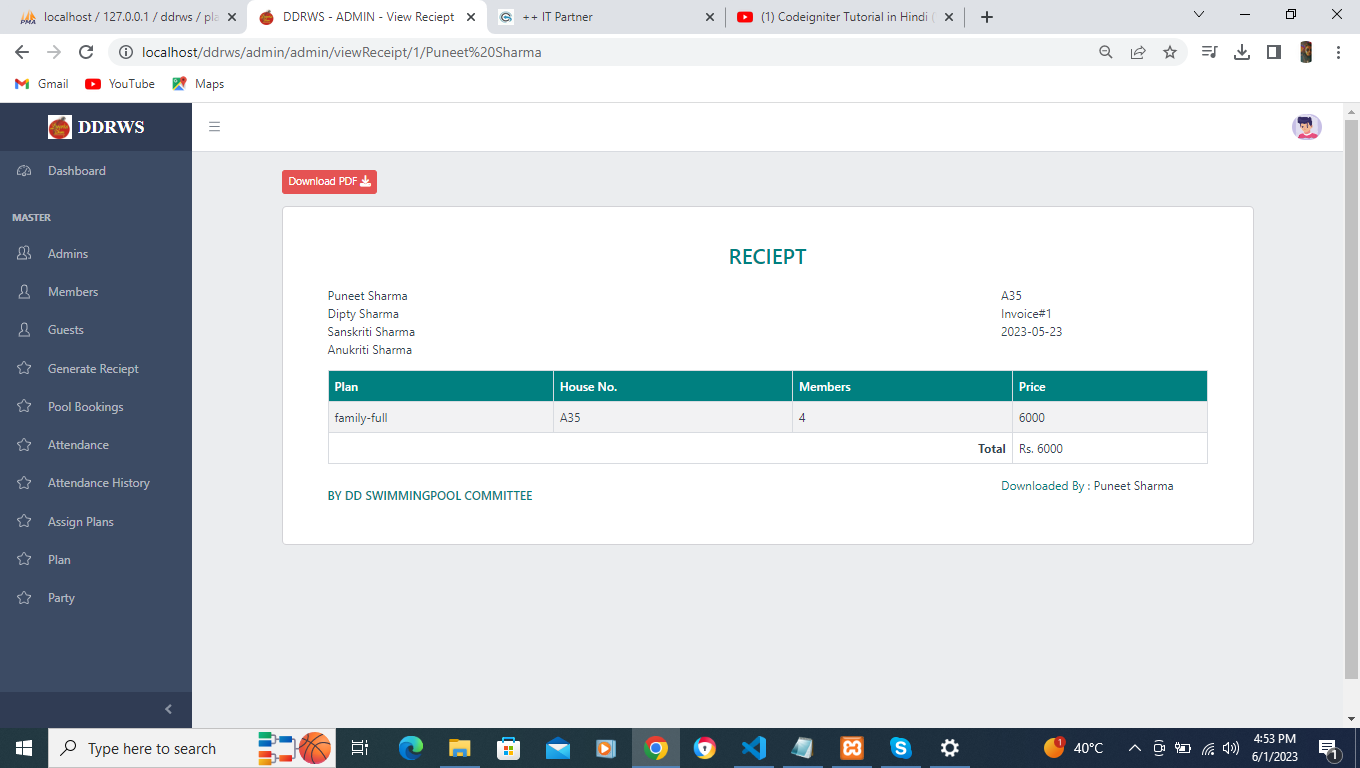 localhost / 127.0.0.1 / ddrws / pla
DDRWS - ADMIN - View Reciept
++ IT Partner
(1) Codeigniter Tutorial in Hindi (
localhost/ddrws/admin/admin/viewReceipt/1/Puneet%20Sharma
Gmail YouTube Maps
DDRWS
Dashboard
MASTER
Admins
Members
Guests
Generate Reciept
Pool Bookings
Attendance
Attendance History
Assign Plans
Plan
Party
Download PDF
RECIEPT
Puneet Sharma
Dipty Sharma
Sanskriti Sharma
Anukriti Sharma
A35
Invoice#1
2023-05-23
Plan House No. Members Price
family-full A35 4 6000
Total Rs. 6000
BY DD SWIMMINGPOOL COMMITTEE
Downloaded By : Puneet Sharma
Type here to search
1
40°C
4:53 PM
6/1/2023
1